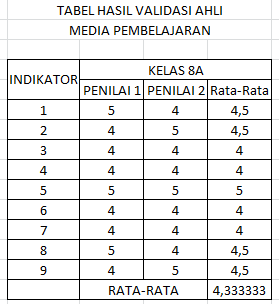 TABEL HASIL VALIDASI AHLI
MEDIA PEMBELAJARAN
INDIKATOR KELAS 8A
PENILAI 1 PENILAI 2 Rata-Rata
1 5 4 4,5
2 4 5 4,5
3 4 4 4
4 4 4 4
5 5 5 5
6 4 4 4
7 4 4 4
8 5 4 4,5
9 4 5 4,5
RATA-RATA 4,333333